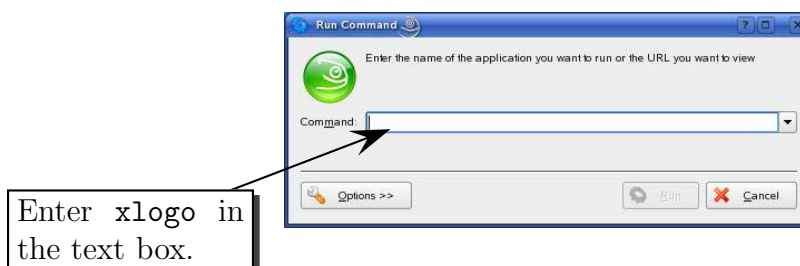 Run Command
Enter the name of the application you want to run or the URL you want to view
Command:
Options >>
Run
Cancel
Enter xlogo in
the text box.